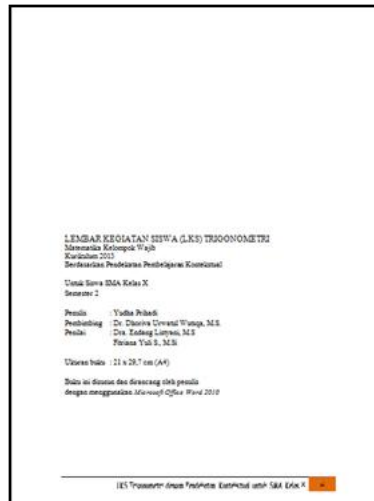 LEMBAR KEGIATAN SISWA (LKS) TRIGONOMETRI
Matematika Kelompok Wajib
Kurikulum 2013
Berdasarkan Pendekatan Pembelajaran Kontekstual
Untuk Siswa SMA Kelas X
Semester 2
Penulis : Yudha Prihadi
Pembimbing : Dr. Dhoriva Urwatul Wutsqa, M.S.
Penilai : Dra. Endang Listyani, M.S
Fitriana Yuli S., M.Si
Ukuran buku : 21 x 29,7 cm (A4)
Buku ini disusun dan dirancang oleh penulis
dengan menggunakan Microsoft Office Word 2010
LKS Trigonometri dengan Pendekatan Kontekstual untuk SMA Kelas X